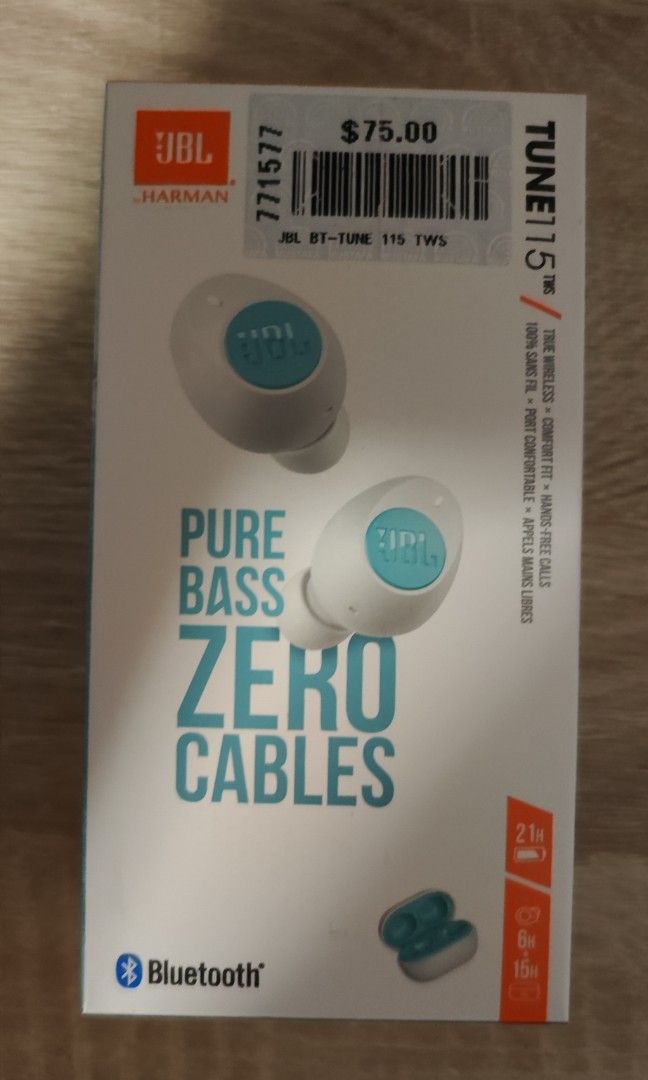 JBL
by HARMAN
$75.00
771577
JBL BT-TUNE 115 TWS
TUNE115TWS
TRUE WIRELESS × COMFORT FIT × HANDS-FREE CALLS
100% SANS FIL × PORT CONFORTABLE × APPELS MAINS LIBRES
JBL
JBL
PURE
BASS
ZERO
CABLES
21H
6H
+
15H
Bluetooth®